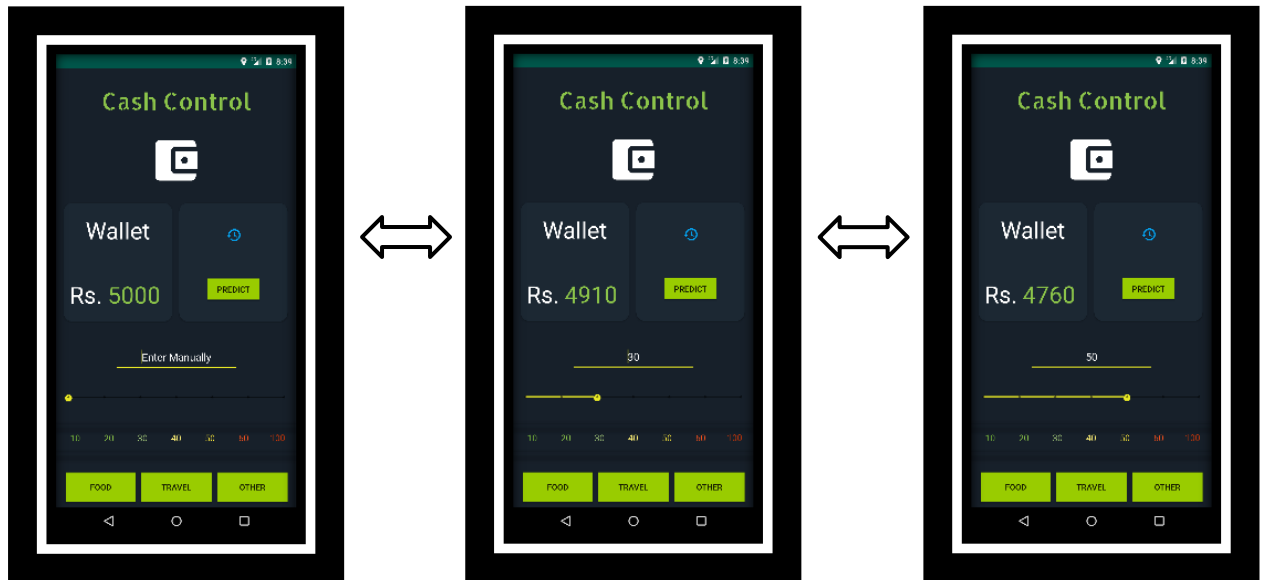 8:39
Cash Control
Wallet
Rs. 5000
PREDICT
Enter Manually
10 20 30 40 50 60 100
FOOD TRAVEL OTHER
8:39
Cash Control
Wallet
Rs. 4910
PREDICT
30
10 20 30 40 50 60 100
FOOD TRAVEL OTHER
8:39
Cash Control
Wallet
Rs. 4760
PREDICT
50
10 20 30 40 50 60 100
FOOD TRAVEL OTHER